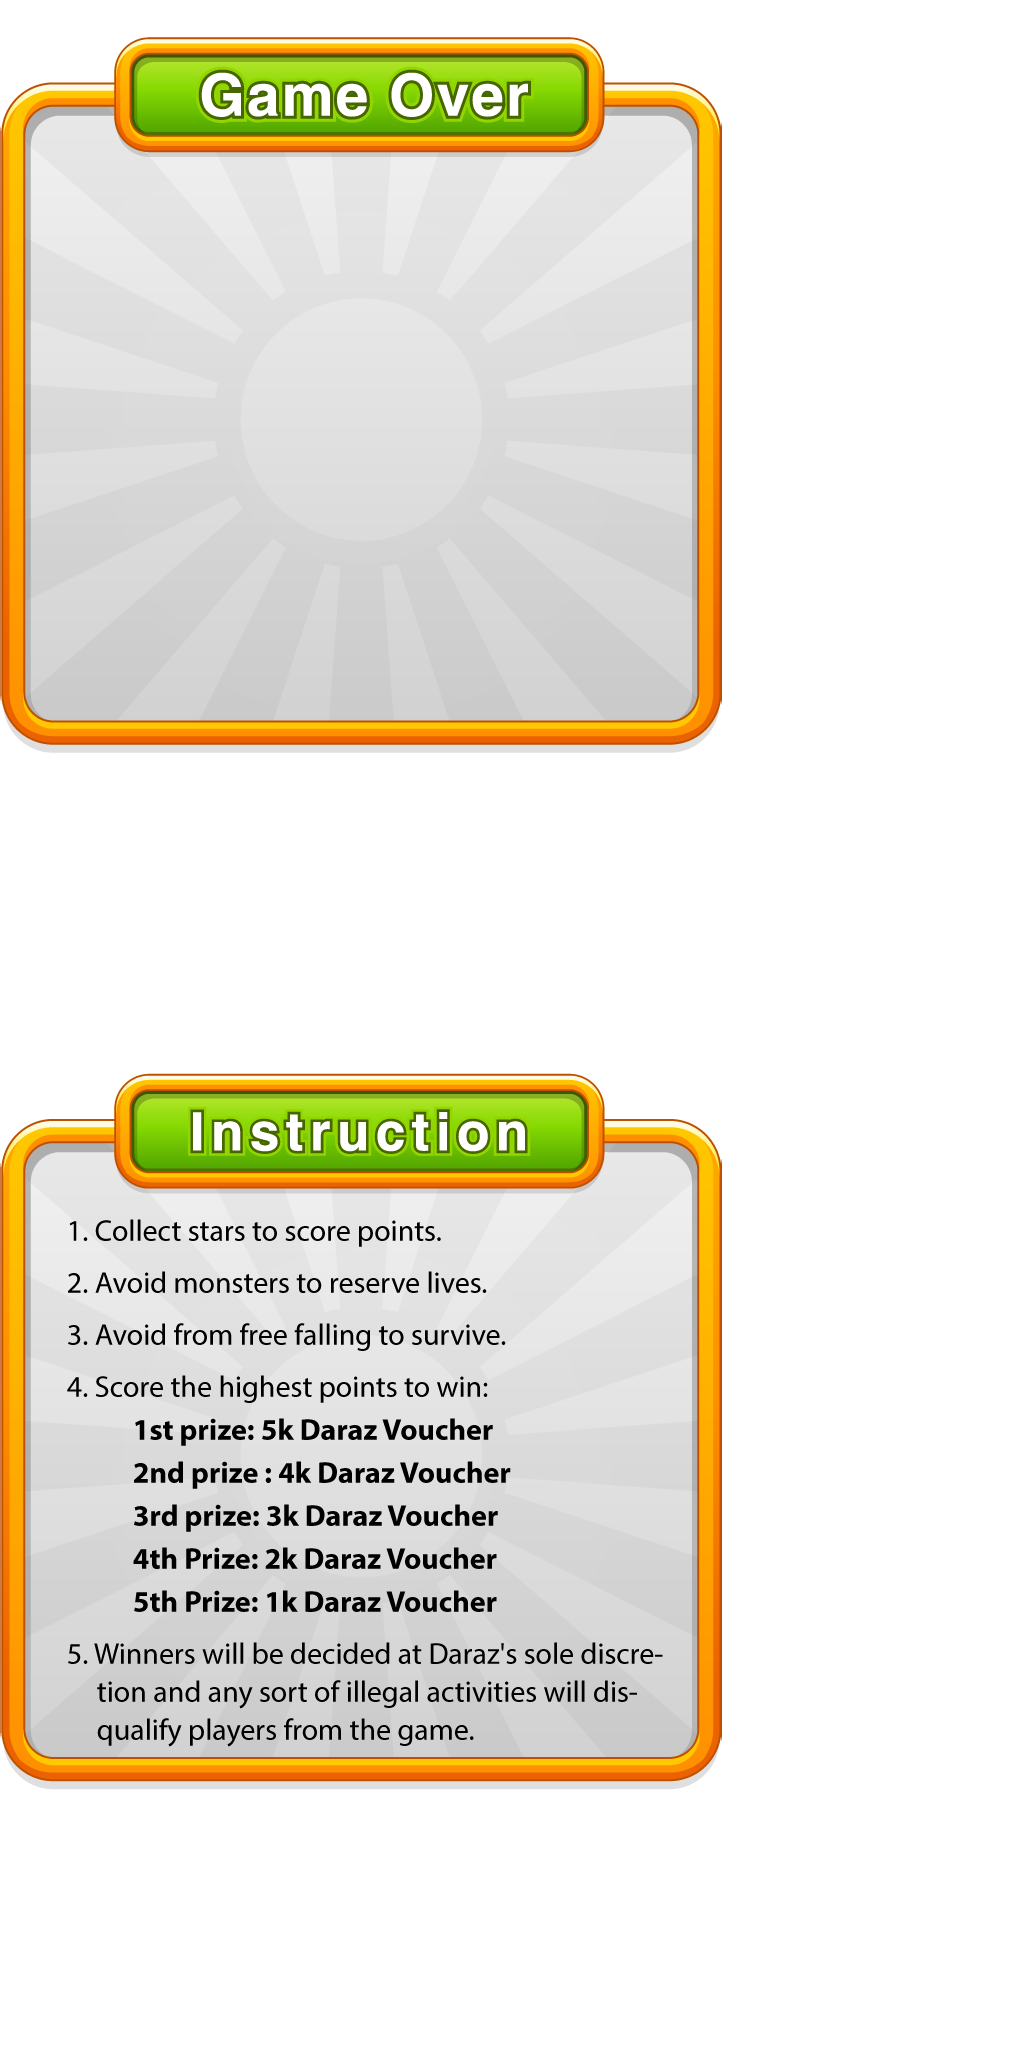 Game Over
Instruction
1. Collect stars to score points.
2. Avoid monsters to reserve lives.
3. Avoid from free falling to survive.
4. Score the highest points to win:
1st prize: 5k Daraz Voucher
2nd prize : 4k Daraz Voucher
3rd prize: 3k Daraz Voucher
4th Prize: 2k Daraz Voucher
5th Prize: 1k Daraz Voucher
5. Winners will be decided at Daraz's sole discre-
tion and any sort of illegal activities will dis-
qualify players from the game.